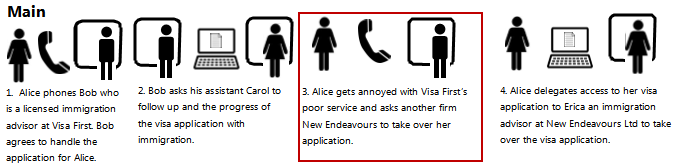 Main
1. Alice phones Bob who
is a licensed immigration
advisor at Visa First. Bob
agrees to handle the
application for Alice.
2. Bob asks his assistant Carol to
follow up and the progress of
the visa application with
immigration.
3. Alice gets annoyed with Visa First's
poor service and asks another firm
New Endeavours to take over her
application.
4. Alice delegates access to her visa
application to Erica an immigration
advisor at New Endeavours Ltd to take
over the visa application.